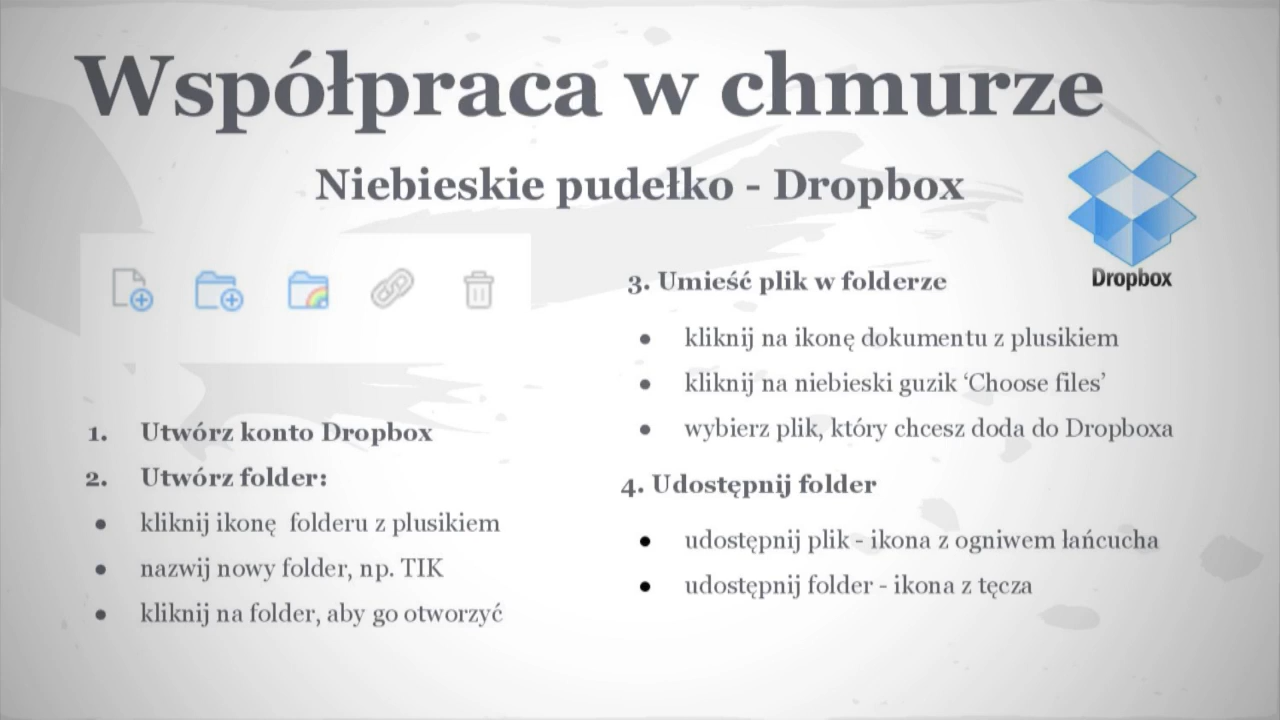 Współpraca w chmurze
Niebieskie pudełko - Dropbox
Dropbox
1. Utwórz konto Dropbox
2. Utwórz folder:
● kliknij ikonę folderu z plusikiem
● nazwij nowy folder, np. TIK
● kliknij na folder, aby go otworzyć
3. Umieść plik w folderze
● kliknij na ikonę dokumentu z plusikiem
● kliknij na niebieski guzik ‘Choose files’
● wybierz plik, który chcesz doda do Dropboxa
4. Udostępnij folder
● udostępnij plik - ikona z ogniwem łańcucha
● udostępnij folder - ikona z tęcza